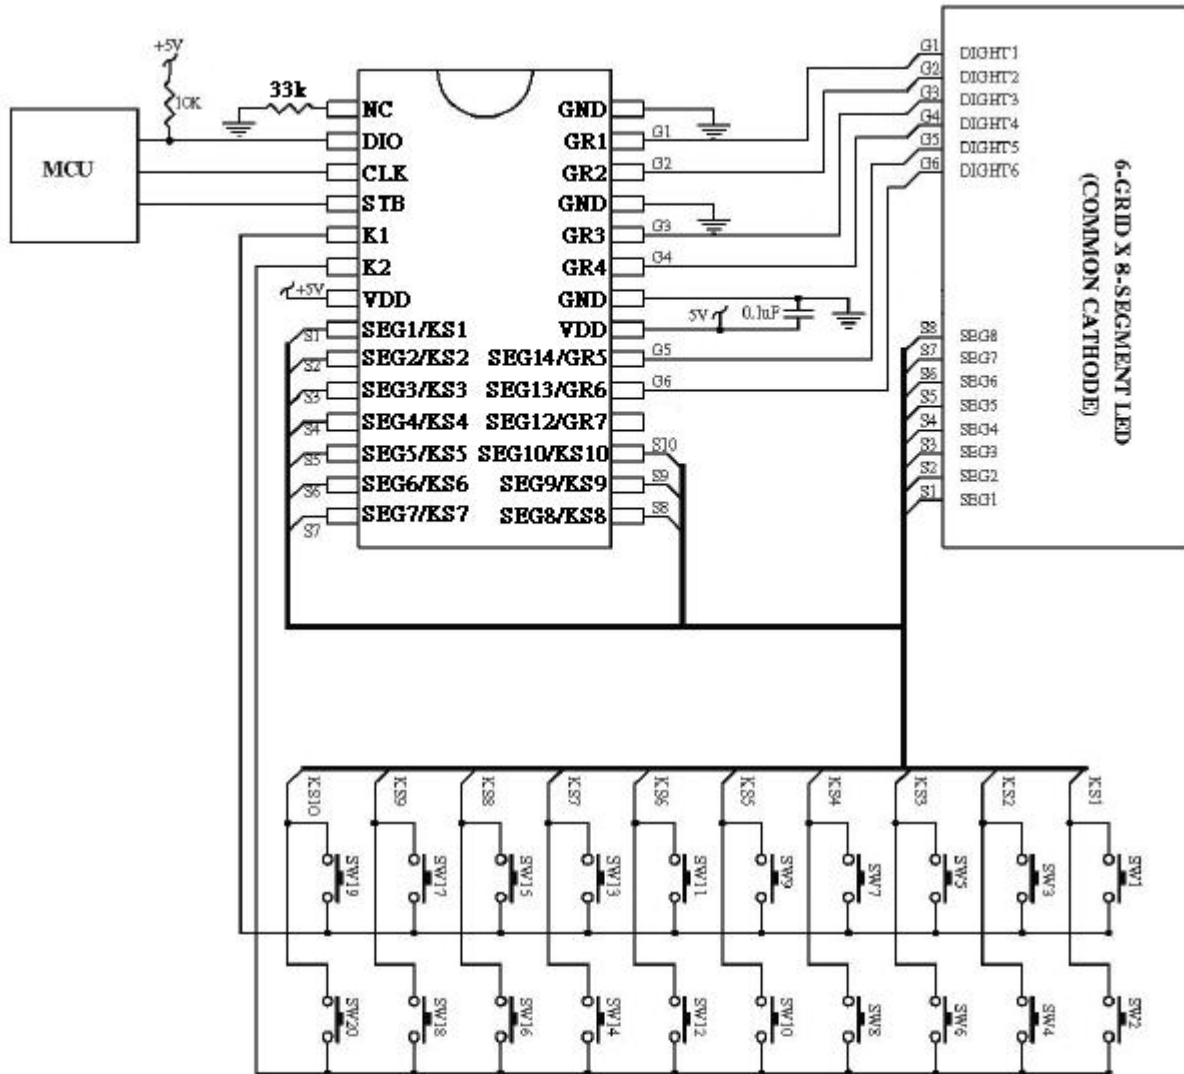 +5V
10K
MCU
33k
NC
DIO
CLK
STB
K1
K2
+5V
VDD
SEG1/KS1
SEG2/KS2
SEG3/KS3
SEG4/KS4
SEG5/KS5
SEG6/KS6
SEG7/KS7
S1
S2
S3
S4
S5
S6
S7
GND
GR1
GR2
GND
GR3
GR4
GND
VDD
SEG14/GR5
SEG13/GR6
SEG12/GR7
SEG10/KS10
SEG9/KS9
SEG8/KS8
G1
G2
G3
G4
5V
0.1uF
G5
G6
S10
S9
S8
G1 DIGHT1
G2 DIGHT2
G3 DIGHT3
G4 DIGHT4
G5 DIGHT5
G6 DIGHT6
6-GRID X 8-SEGMENT LED
(COMMON CATHODE)
S8 SEG8
S7 SEG7
S6 SEG6
S5 SEG5
S4 SEG4
S3 SEG3
S2 SEG2
S1 SEG1
KS10 KS9 KS8 KS7 KS6 KS5 KS4 KS3 KS2 KS1
SW19 SW17 SW15 SW13 SW11 SW9 SW7 SW5 SW3 SW1
SW20 SW18 SW16 SW14 SW12 SW10 SW8 SW6 SW4 SW2